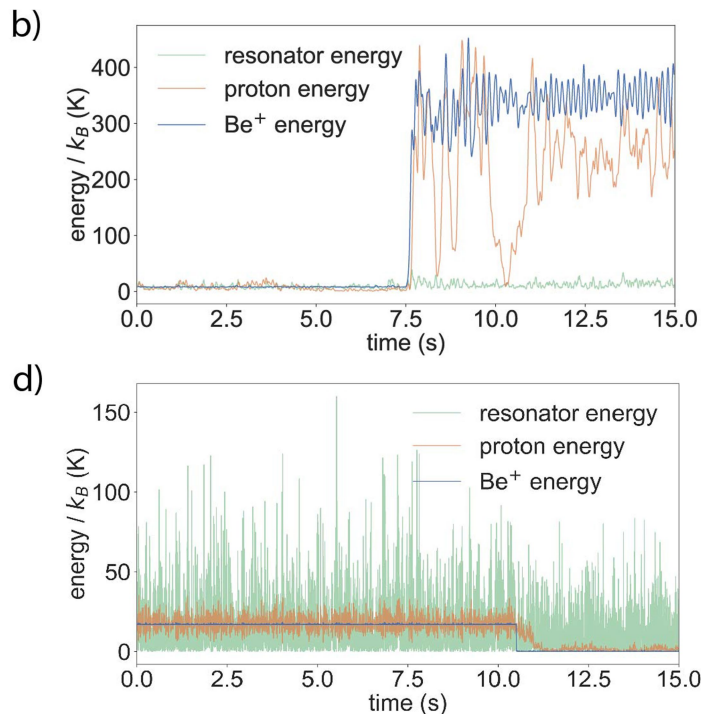 b)
resonator energy
proton energy
Be⁺ energy
energy / k_B (K)
400
300
200
100
0
0.0 2.5 5.0 7.5 10.0 12.5 15.0
time (s)
d)
resonator energy
proton energy
Be⁺ energy
energy / k_B (K)
150
100
50
0
0.0 2.5 5.0 7.5 10.0 12.5 15.0
time (s)